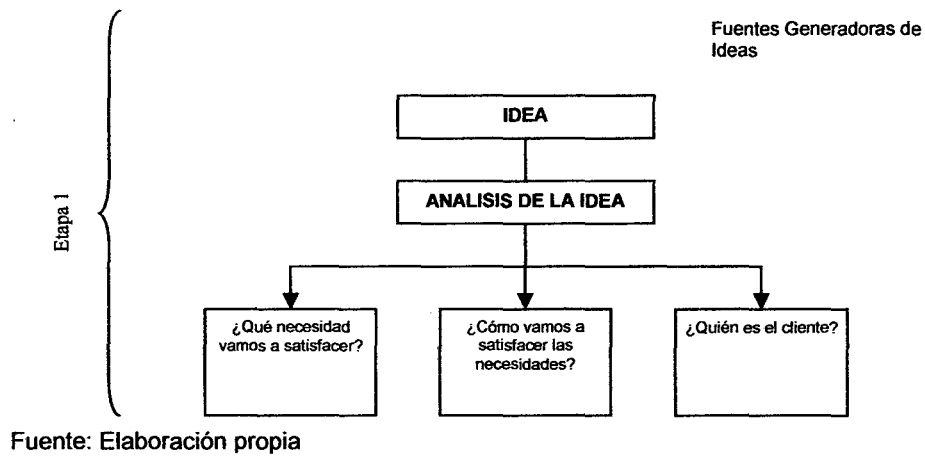 Fuentes Generadoras de
Ideas
IDEA
ANALISIS DE LA IDEA
Etapa 1
¿Qué necesidad
vamos a satisfacer?
¿Cómo vamos a
satisfacer las
necesidades?
¿Quién es el cliente?
Fuente: Elaboración propia